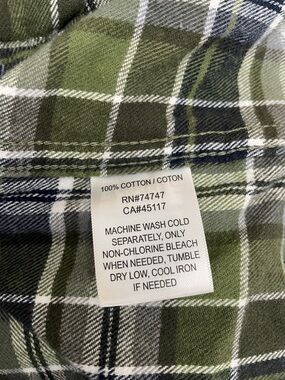 100% COTTON / COTON
RN#74747
CA#45117
MACHINE WASH COLD
SEPARATELY, ONLY
NON-CHLORINE BLEACH
WHEN NEEDED, TUMBLE
DRY LOW, COOL IRON
IF NEEDED